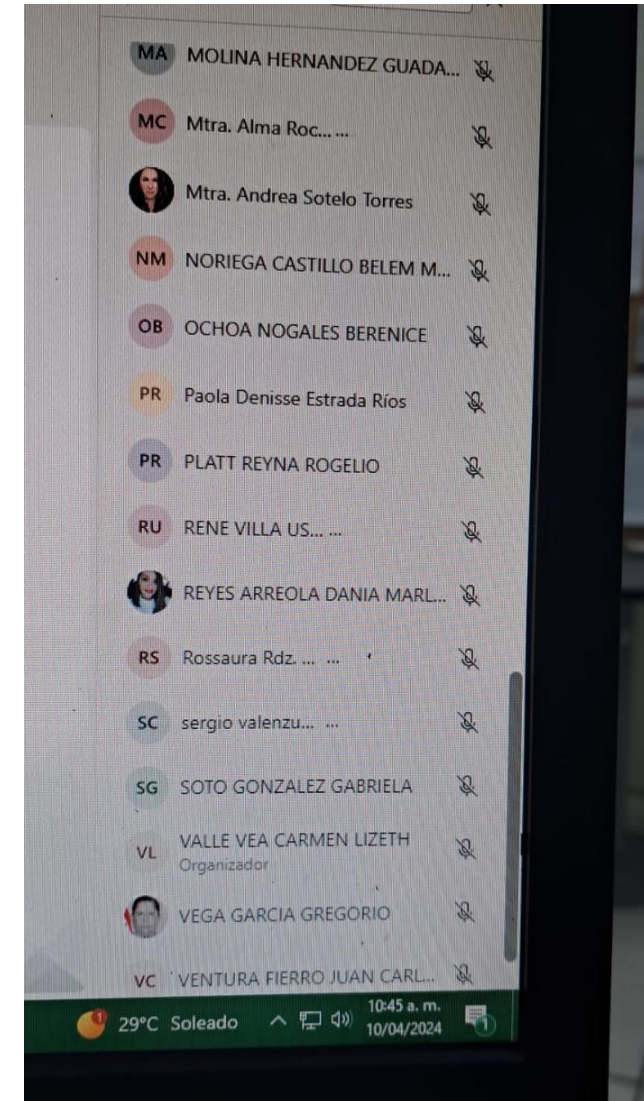 MA MOLINA HERNANDEZ GUADA...
MC Mtra. Alma Roc... ...
Mtra. Andrea Sotelo Torres
NM NORIEGA CASTILLO BELEM M...
OB OCHOA NOGALES BERENICE
PR Paola Denisse Estrada Ríos
PR PLATT REYNA ROGELIO
RU RENE VILLA US... ...
REYES ARREOLA DANIA MARL...
RS Rossaura Rdz. ... ...
SC sergio valenzu... ...
SG SOTO GONZALEZ GABRIELA
VL VALLE VEA CARMEN LIZETH
Organizador
VEGA GARCIA GREGORIO
VC VENTURA FIERRO JUAN CARL...
1 29°C Soleado 10:45 a. m.
10/04/2024 1